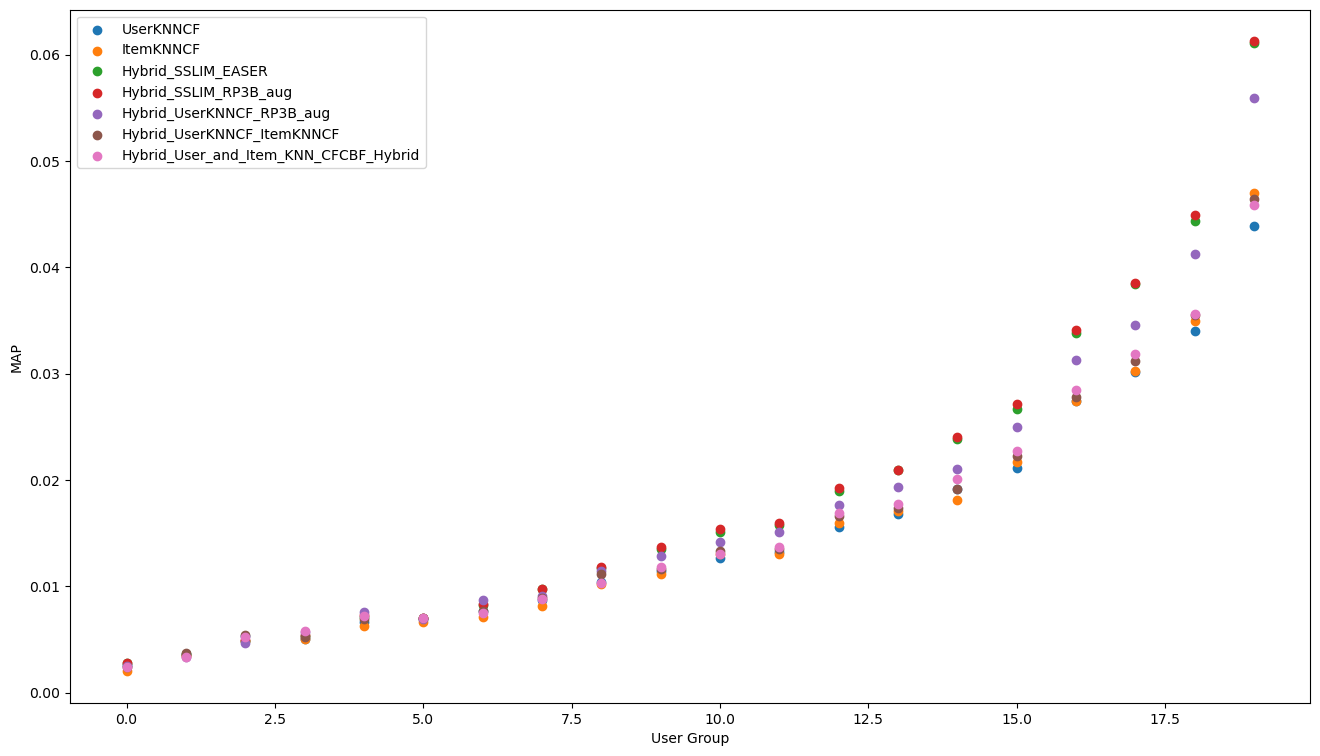 UserKNNCF
ItemKNNCF
Hybrid_SSLIM_EASER
Hybrid_SSLIM_RP3B_aug
Hybrid_UserKNNCF_RP3B_aug
Hybrid_UserKNNCF_ItemKNNCF
Hybrid_User_and_Item_KNN_CFCBF_Hybrid
0.06
0.05
0.04
0.03
0.02
0.01
0.00
MAP
0.0 2.5 5.0 7.5 10.0 12.5 15.0 17.5
User Group